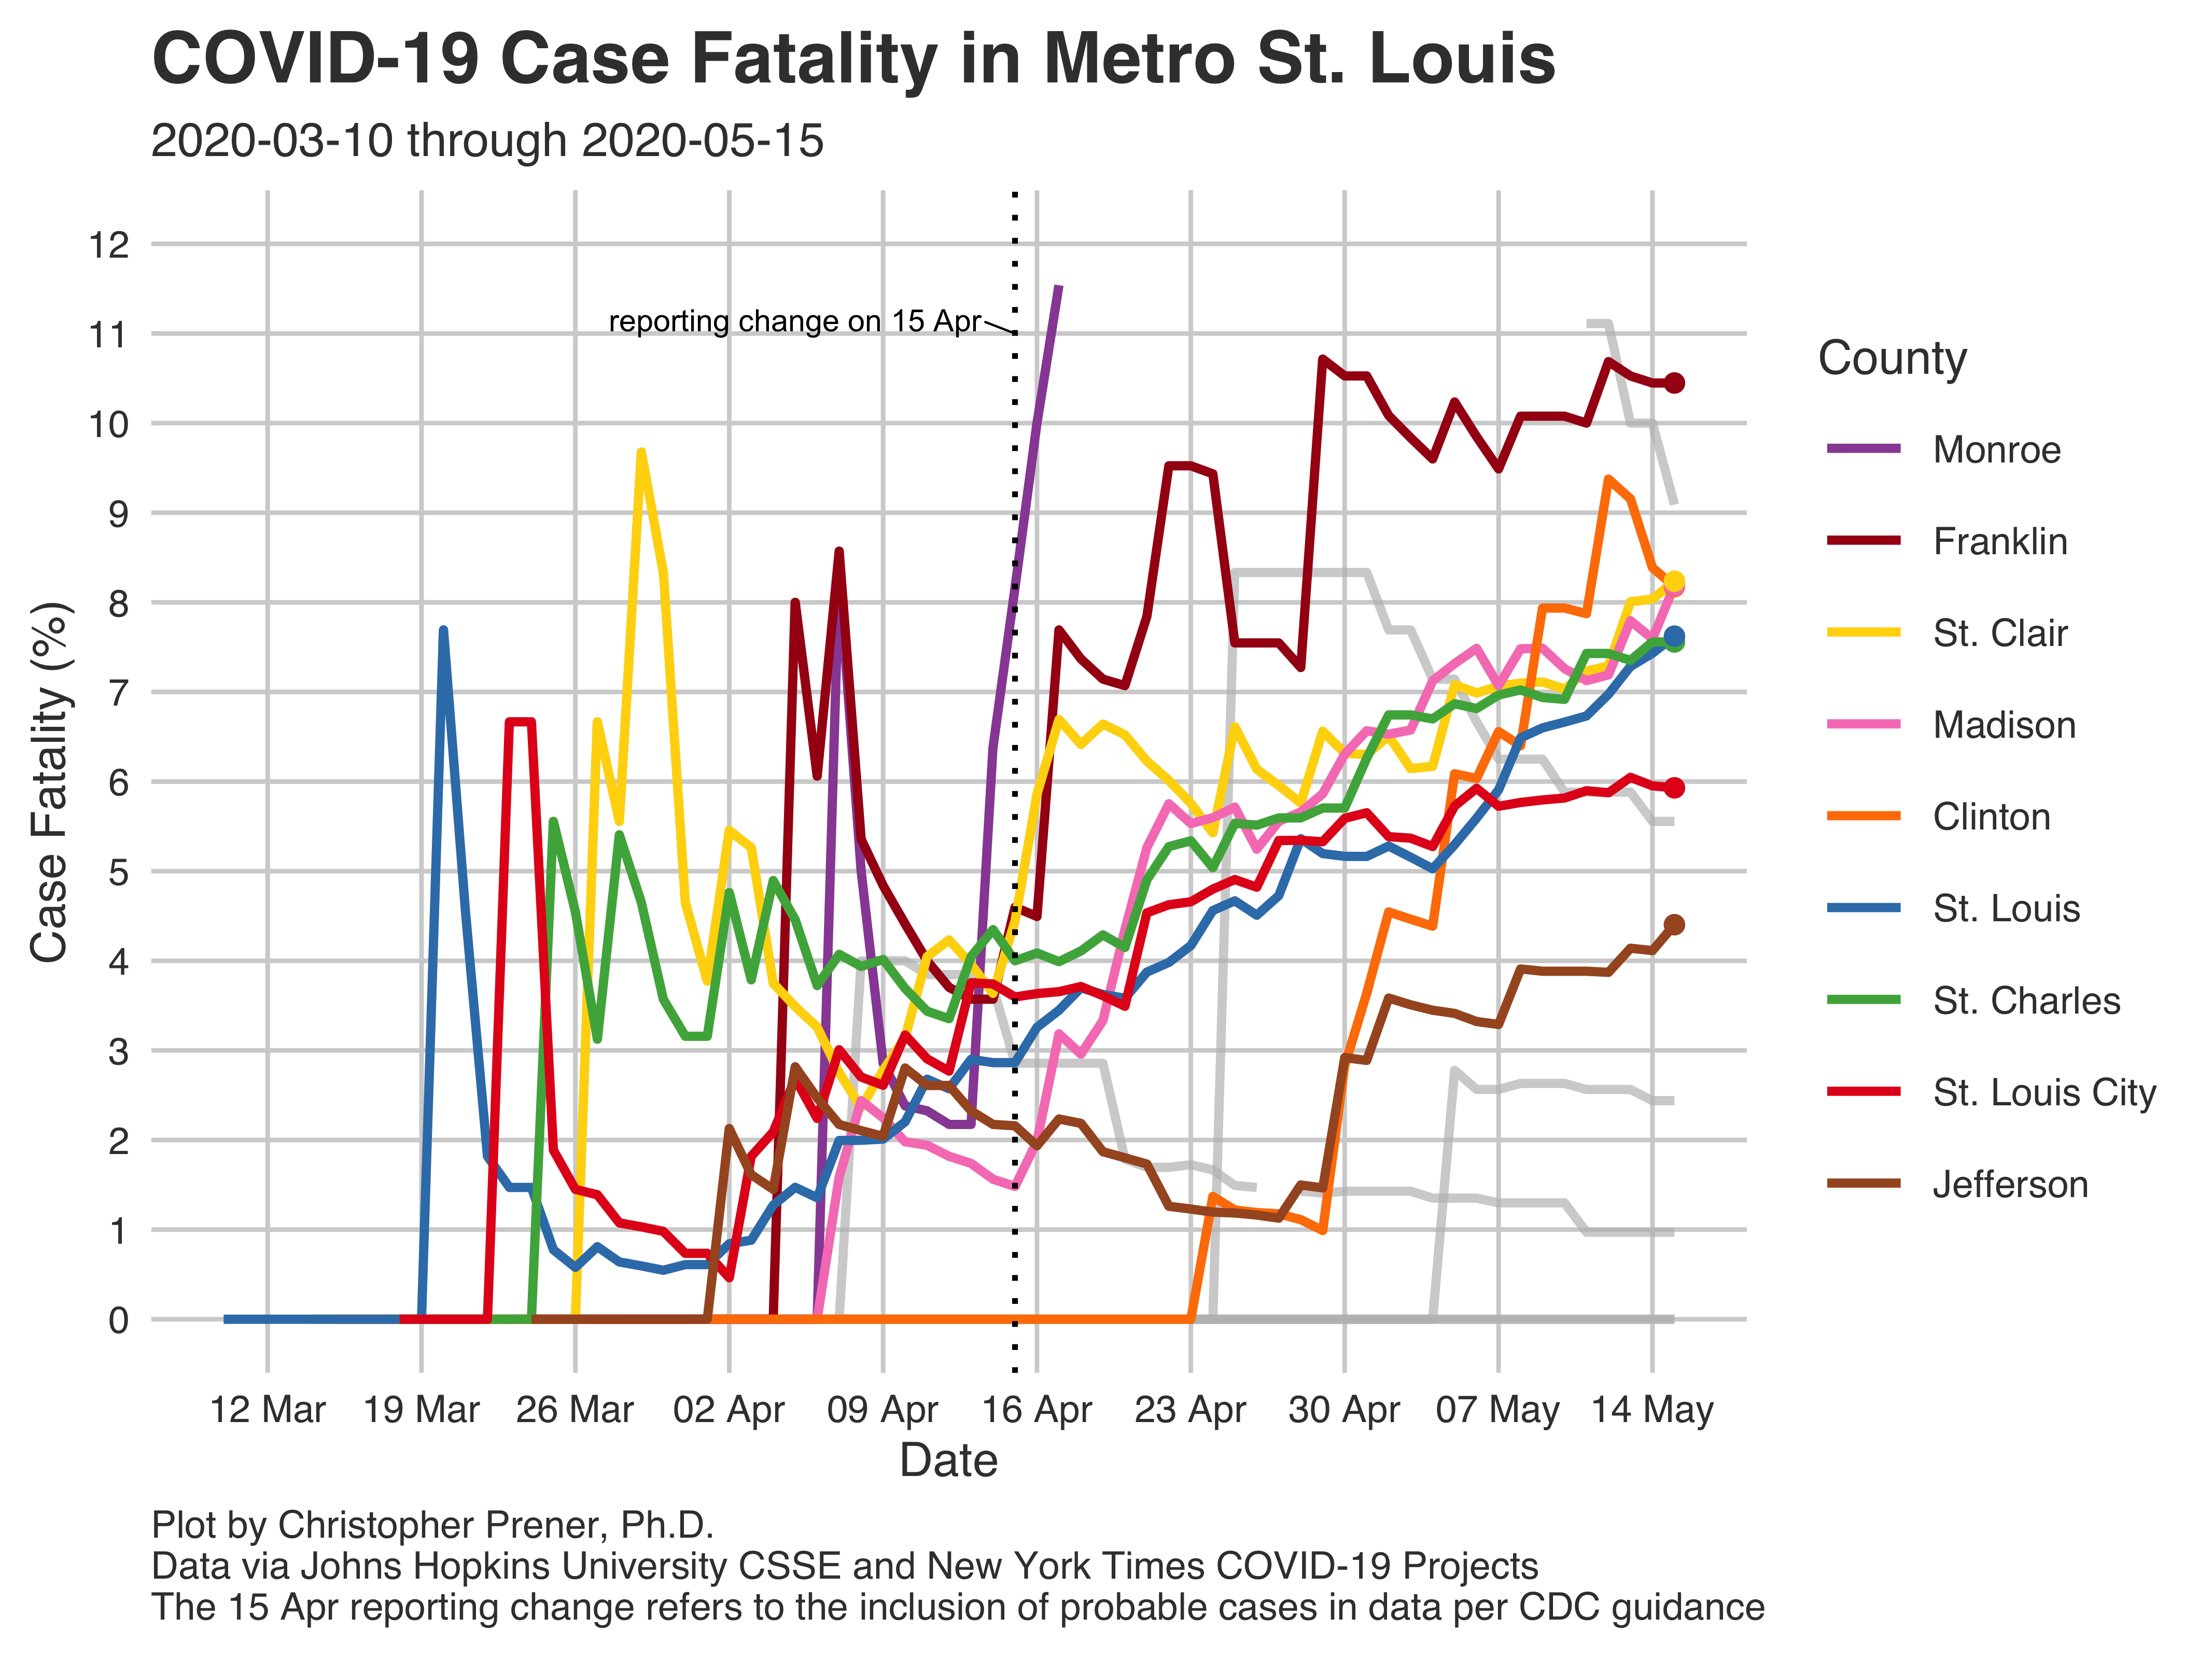 COVID-19 Case Fatality in Metro St. Louis
2020-03-10 through 2020-05-15
12
11
10
9
8
7
6
5
4
3
2
1
0
Case Fatality (%)
reporting change on 15 Apr
12 Mar 19 Mar 26 Mar 02 Apr 09 Apr 16 Apr 23 Apr 30 Apr 07 May 14 May
Date
County
Monroe
Franklin
St. Clair
Madison
Clinton
St. Louis
St. Charles
St. Louis City
Jefferson
Plot by Christopher Prener, Ph.D.
Data via Johns Hopkins University CSSE and New York Times COVID-19 Projects
The 15 Apr reporting change refers to the inclusion of probable cases in data per CDC guidance